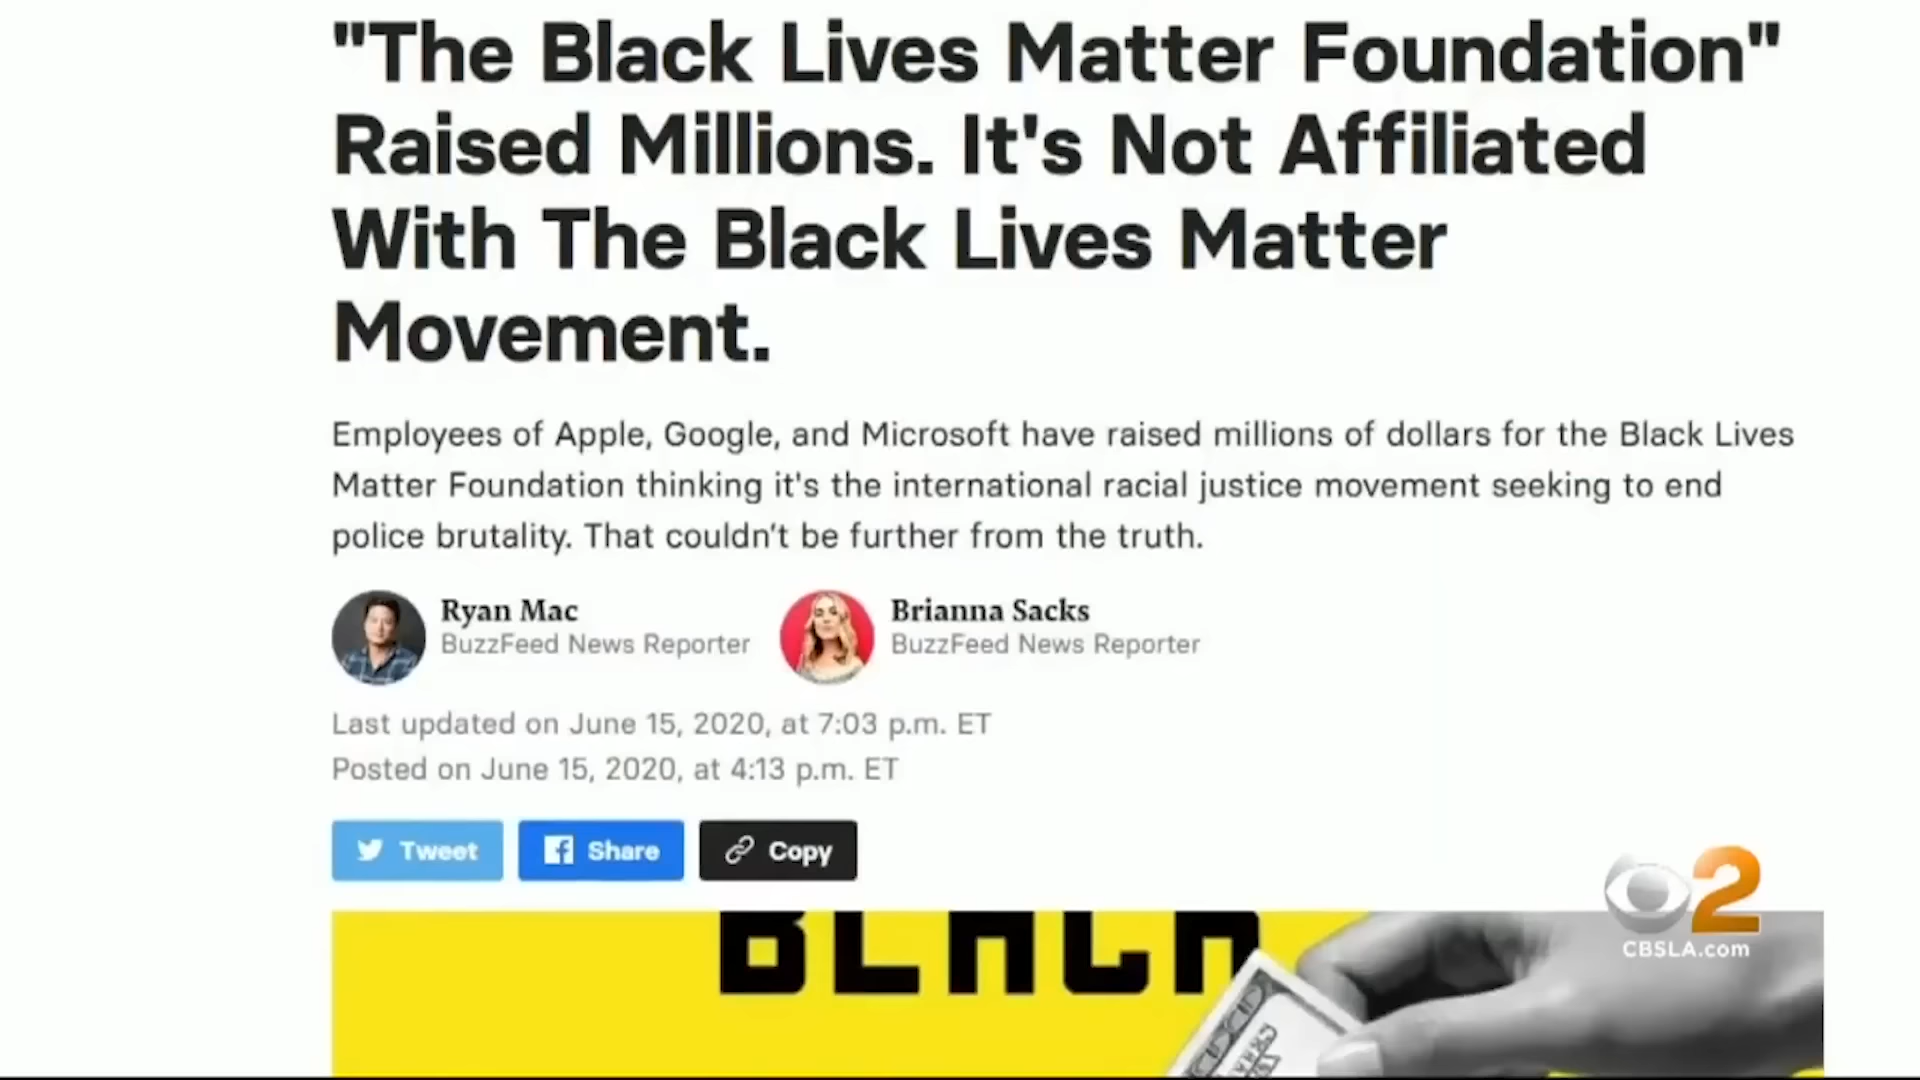 "The Black Lives Matter Foundation"
Raised Millions. It's Not Affiliated
With The Black Lives Matter
Movement.
Employees of Apple, Google, and Microsoft have raised millions of dollars for the Black Lives
Matter Foundation thinking it's the international racial justice movement seeking to end
police brutality. That couldn't be further from the truth.
Ryan Mac
BuzzFeed News Reporter
Brianna Sacks
BuzzFeed News Reporter
Last updated on June 15, 2020, at 7:03 p.m. ET
Posted on June 15, 2020, at 4:13 p.m. ET
Tweet
Share
Copy
2
CBSLA.com
BLACK